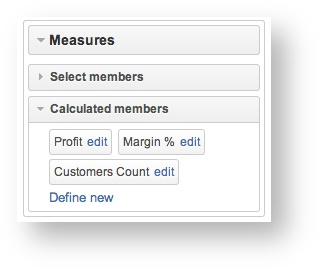 Measures
Select members
Calculated members
Profit edit Margin % edit
Customers Count edit
Define new